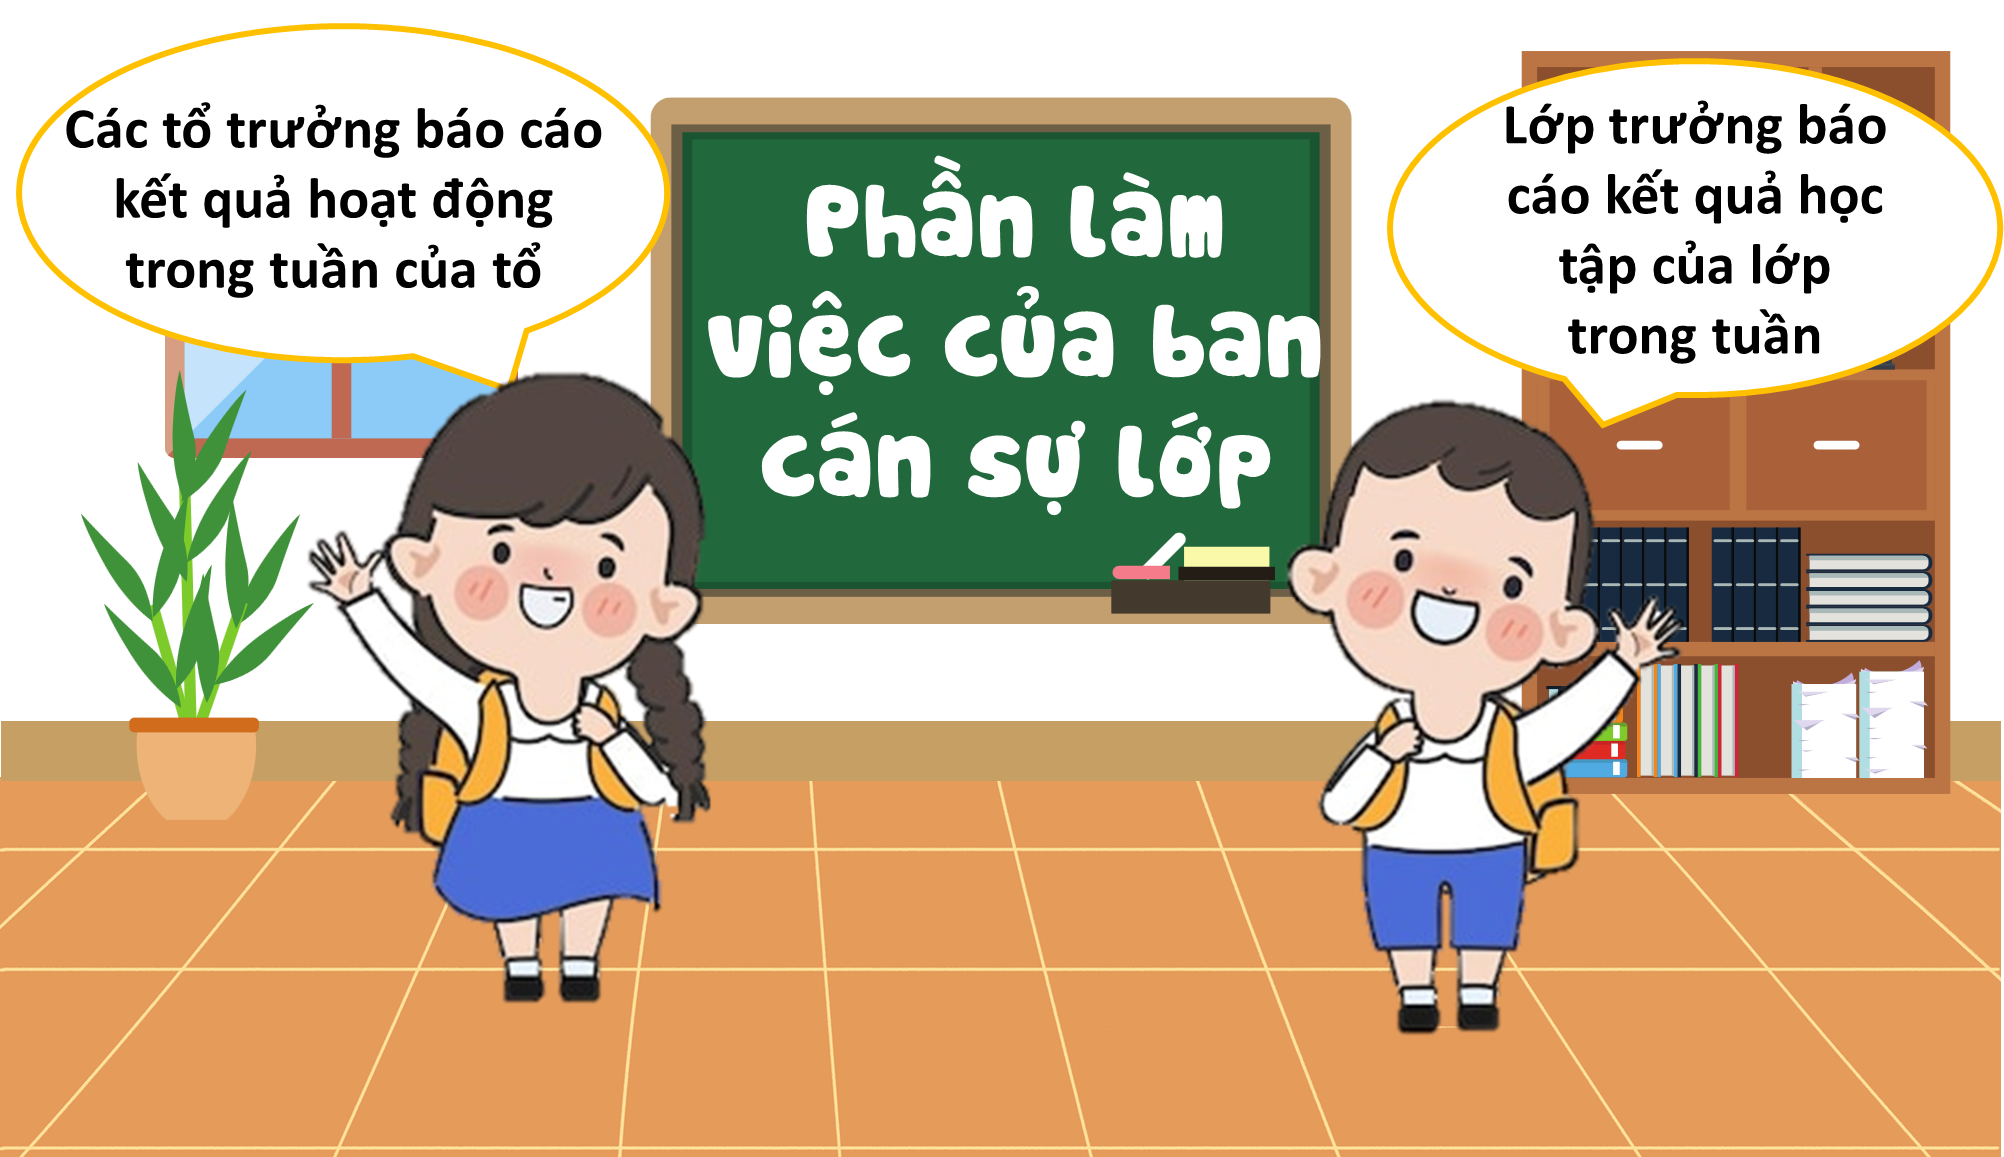 Các tổ trưởng báo cáo
kết quả hoạt động
trong tuần của tổ
Phần làm
việc của ban
cán sự lớp
Lớp trưởng báo
cáo kết quả học
tập của lớp
trong tuần